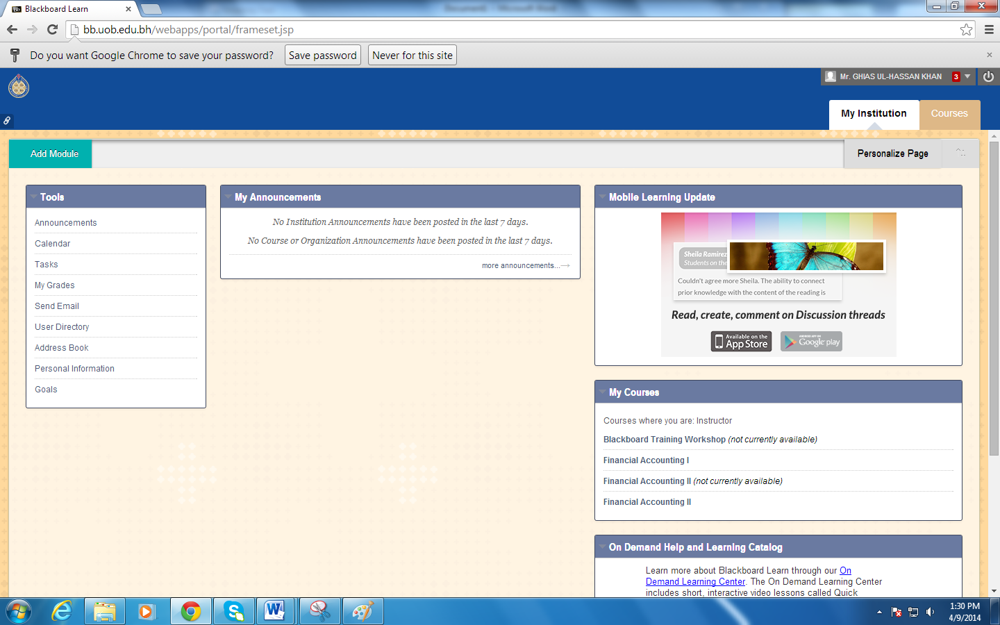 Blackboard Learn
bb.uob.edu.bh/webapps/portal/frameset.jsp
Do you want Google Chrome to save your password?
Save password
Never for this site
Mr. GHIAS UL-HASSAN KHAN 3
My Institution
Courses
Add Module
Personalize Page
Tools
Announcements
Calendar
Tasks
My Grades
Send Email
User Directory
Address Book
Personal Information
Goals
My Announcements
No Institution Announcements have been posted in the last 7 days.
No Course or Organization Announcements have been posted in the last 7 days.
more announcements...
Mobile Learning Update
Sheila Ramirez
Students on the
Couldn't agree more Sheila. The ability to connect
prior knowledge with the content of the reading is
Read, create, comment on Discussion threads
Available on the
App Store
ANDROID APP ON
Google play
My Courses
Courses where you are: Instructor
Blackboard Training Workshop (not currently available)
Financial Accounting I
Financial Accounting II (not currently available)
Financial Accounting II
On Demand Help and Learning Catalog
Learn more about Blackboard Learn through our On
Demand Learning Center. The On Demand Learning Center
includes short, interactive video lessons called Quick
1:30 PM
4/9/2014